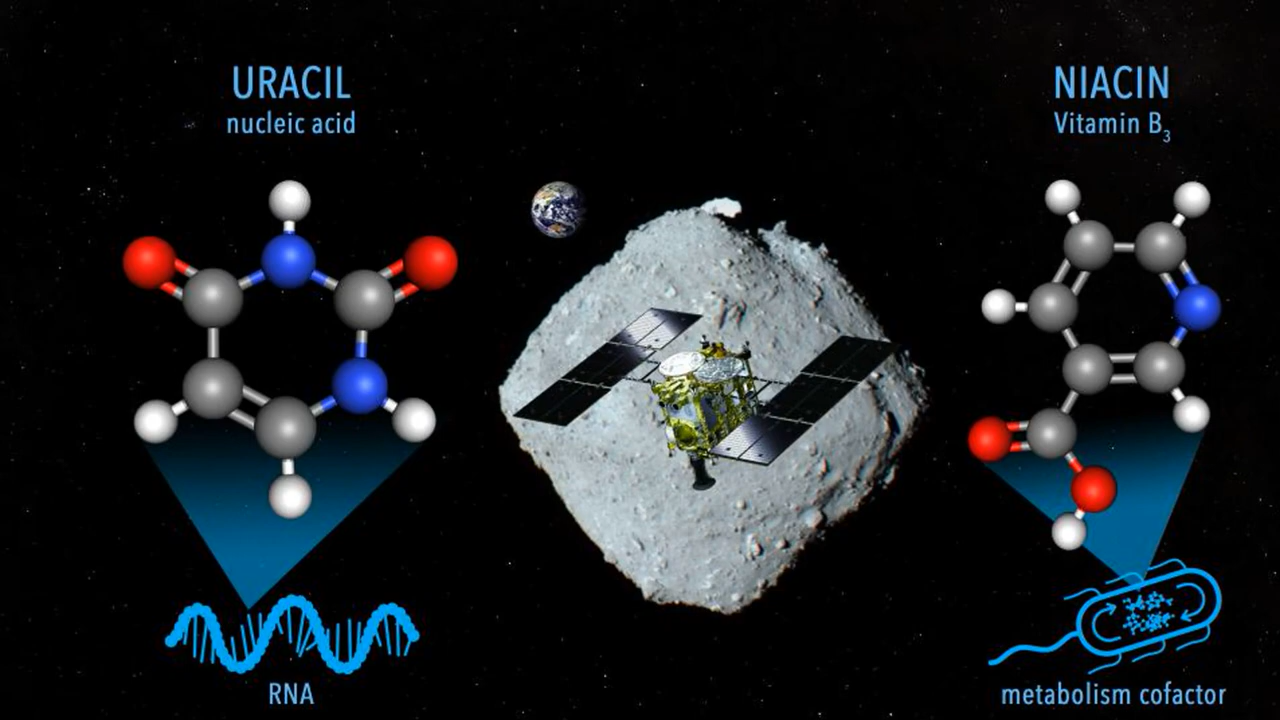 URACIL
nucleic acid
NIACIN
Vitamin B₃
RNA
metabolism cofactor